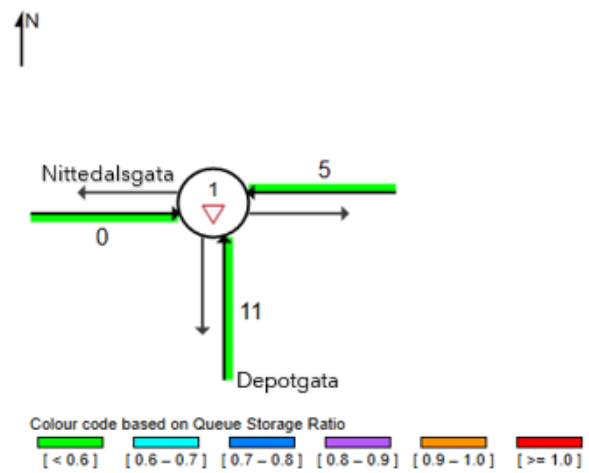 N
5
Nittedalsgata
1
0
11
Depotgata
Colour code based on Queue Storage Ratio
[ < 0.6 ] [ 0.6 – 0.7 ] [ 0.7 – 0.8 ] [ 0.8 – 0.9 ] [ 0.9 – 1.0 ] [ >= 1.0 ]